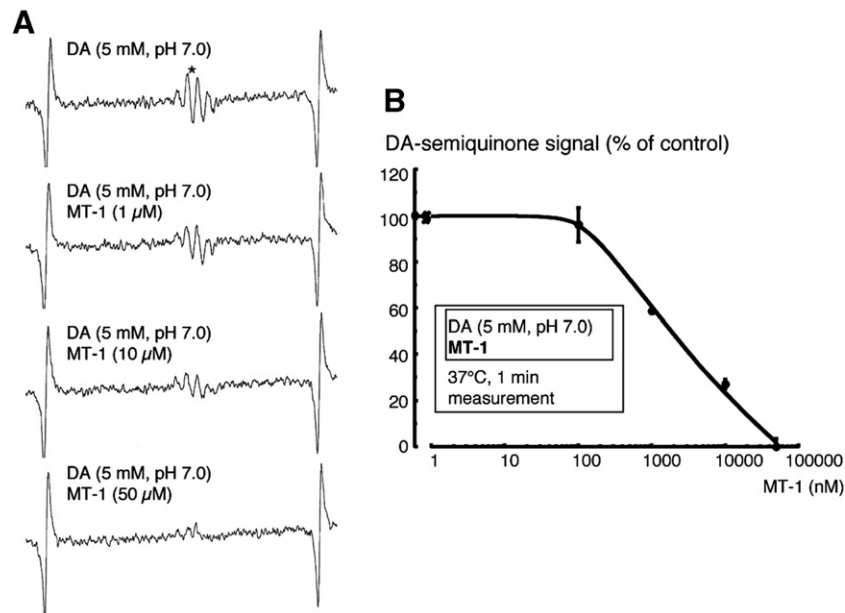 A
DA (5 mM, pH 7.0)
*
DA (5 mM, pH 7.0)
MT-1 (1 µM)
DA (5 mM, pH 7.0)
MT-1 (10 µM)
DA (5 mM, pH 7.0)
MT-1 (50 µM)
B
DA-semiquinone signal (% of control)
120
100
80
60
40
20
0
DA (5 mM, pH 7.0)
MT-1
37°C, 1 min
measurement
1 10 100 1000 10000 100000
MT-1 (nM)